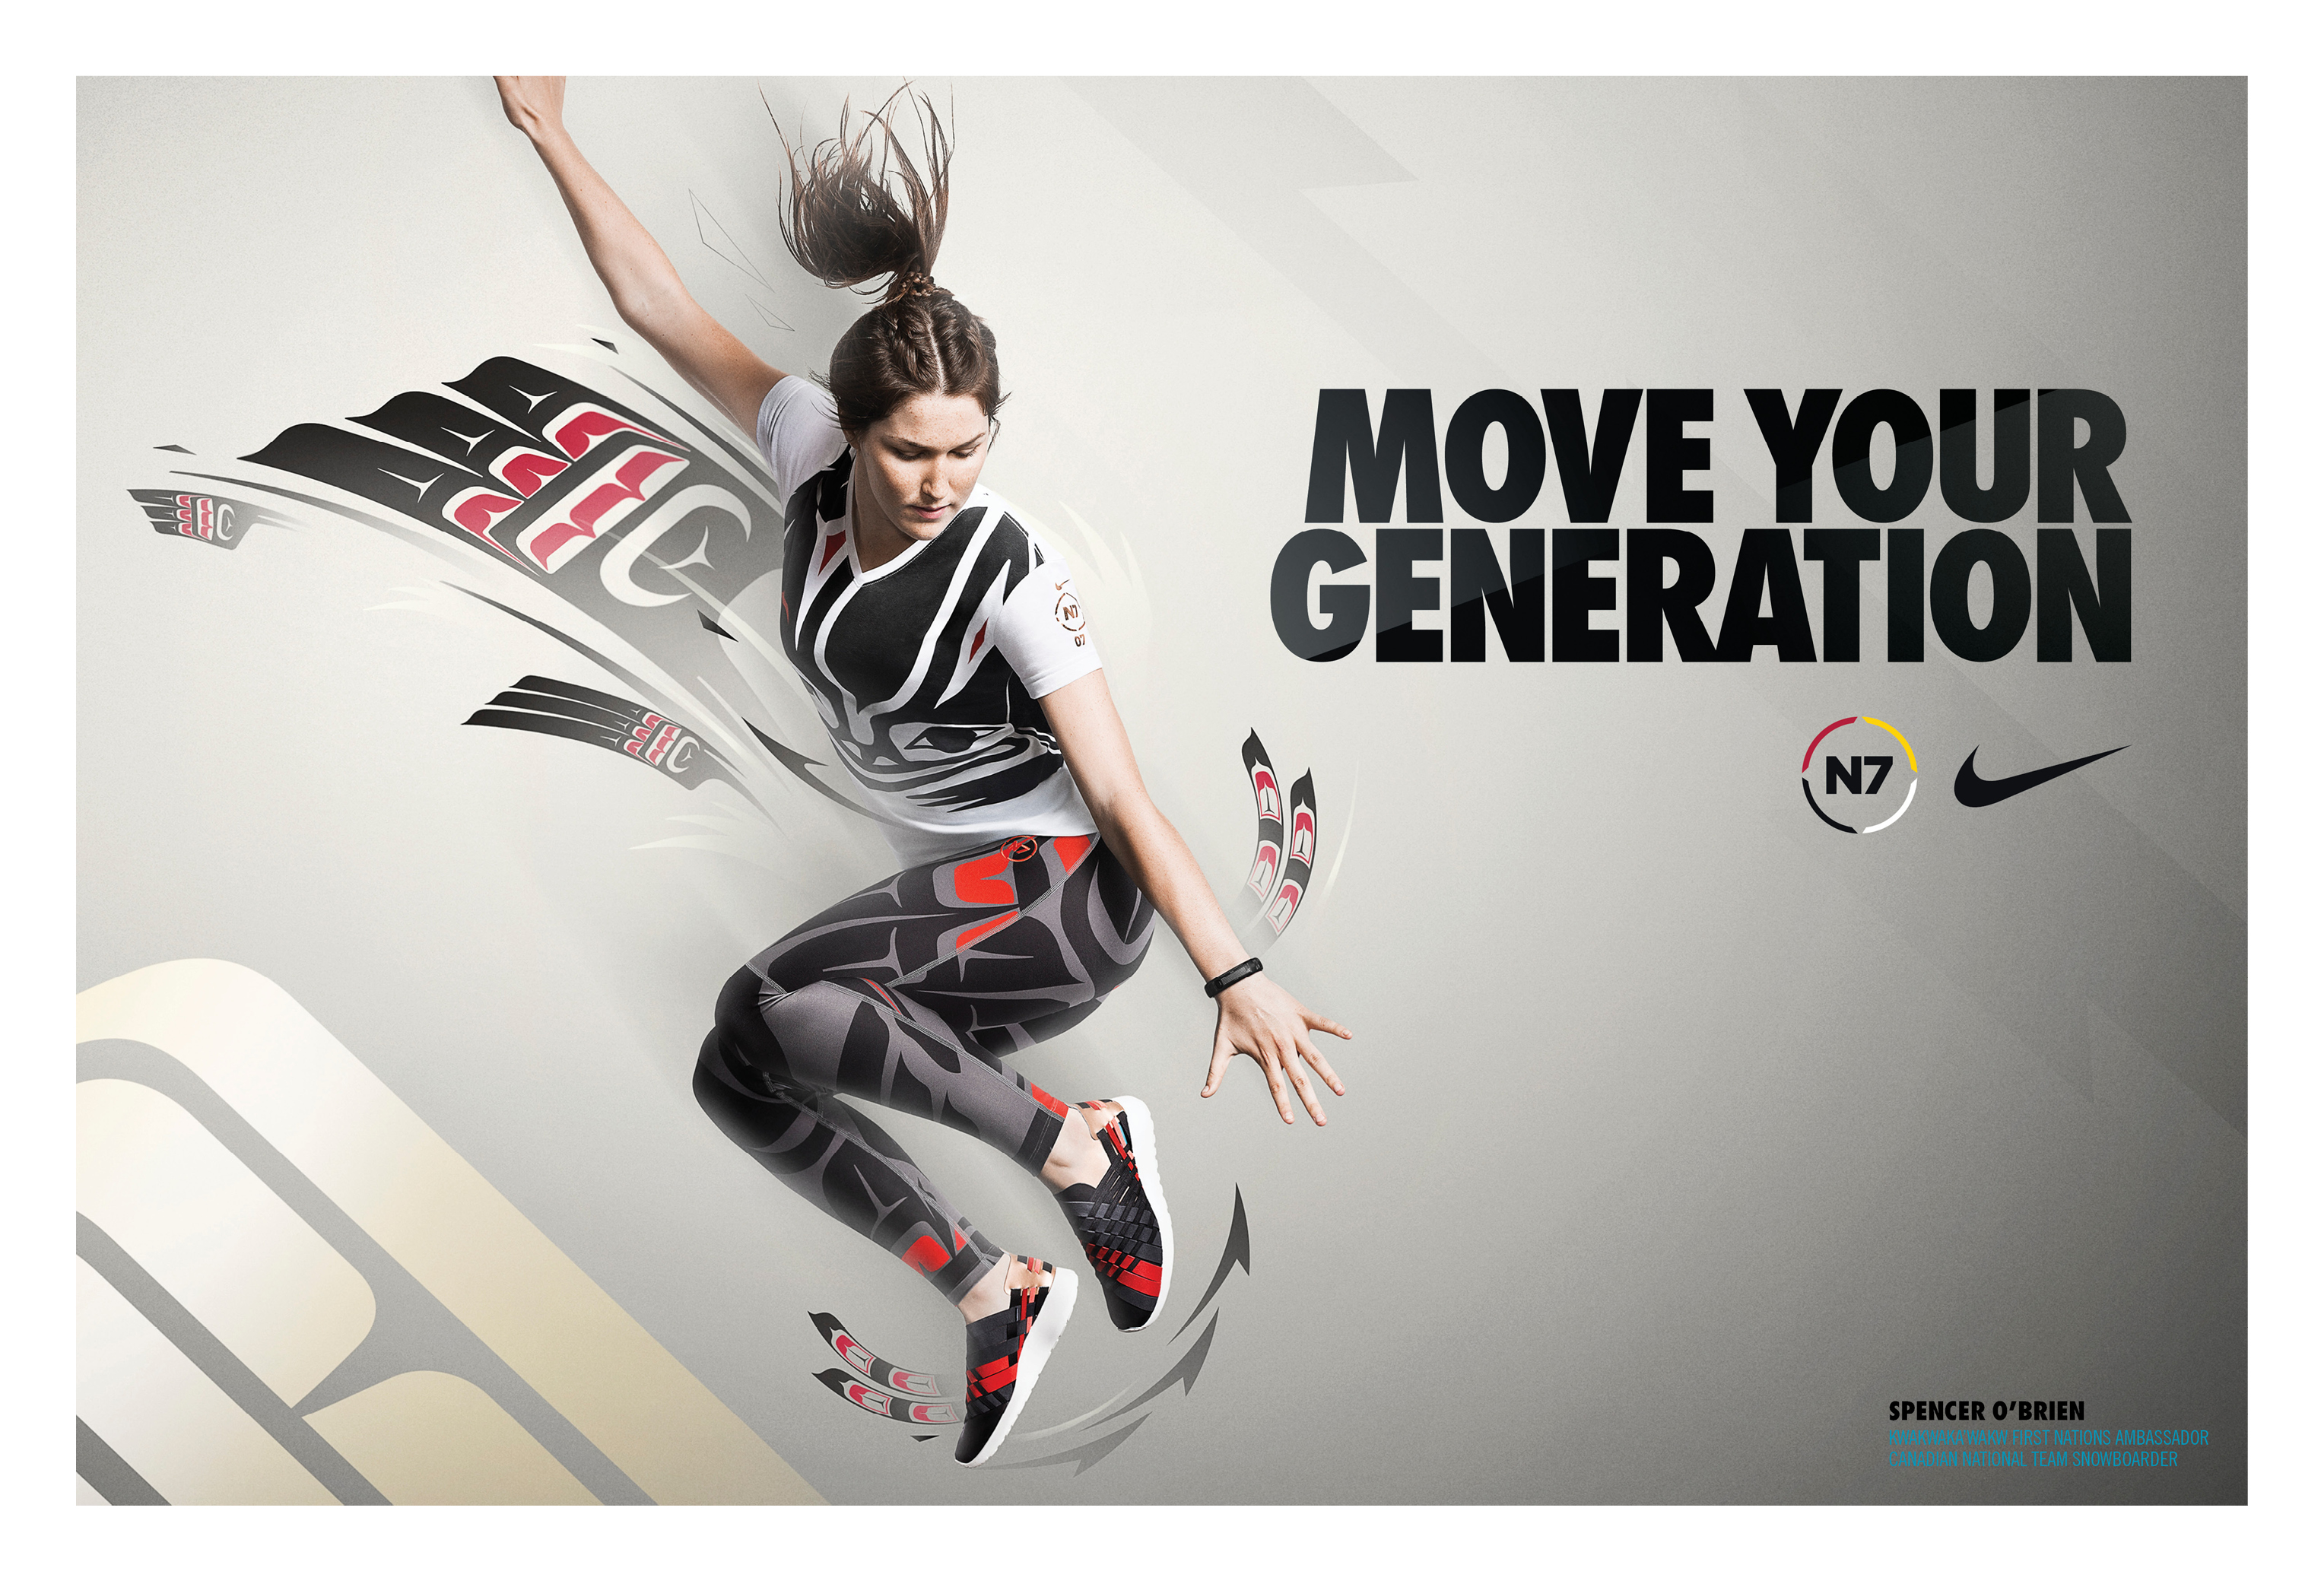 MOVE YOUR
GENERATION
N7
N7
07
SPENCER O'BRIEN
KWAKWAKA'WAKW FIRST NATIONS AMBASSADOR
CANADIAN NATIONAL TEAM SNOWBOARDER